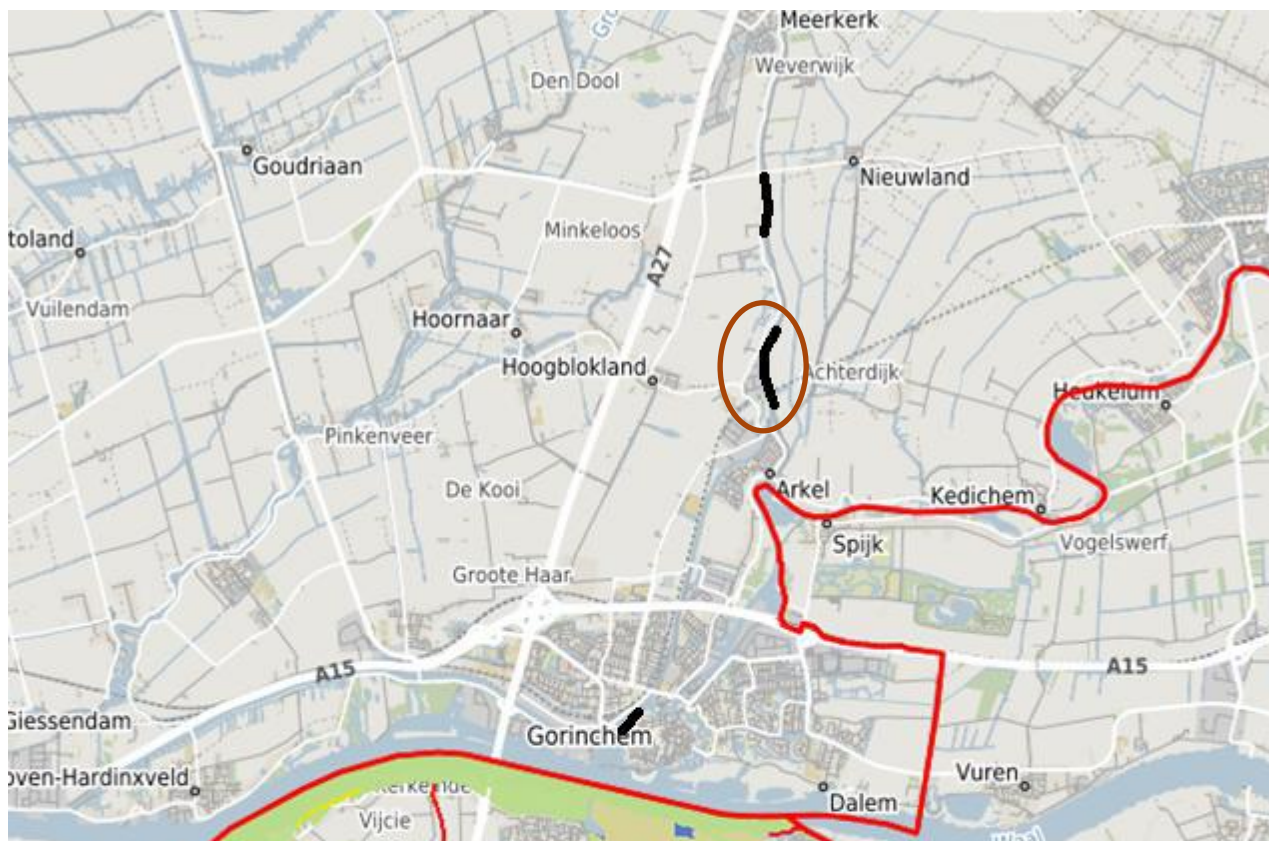 Meerkerk
Gro
Weverwijk
Den Dool
Goudriaan
Nieuwland
Minkeloos
toland
A27
Vuilendam
Hoornaar
Hoogblokland
Achterdijk
Heukelum
Pinkenveer
De Kooi
Arkel
Kedichem
Spijk
Vogelswerf
Groote Haar
A15
A15
Giessendam
Gorinchem
oven-Hardinxveld
Vuren
Dalem
Vijcie
Waal